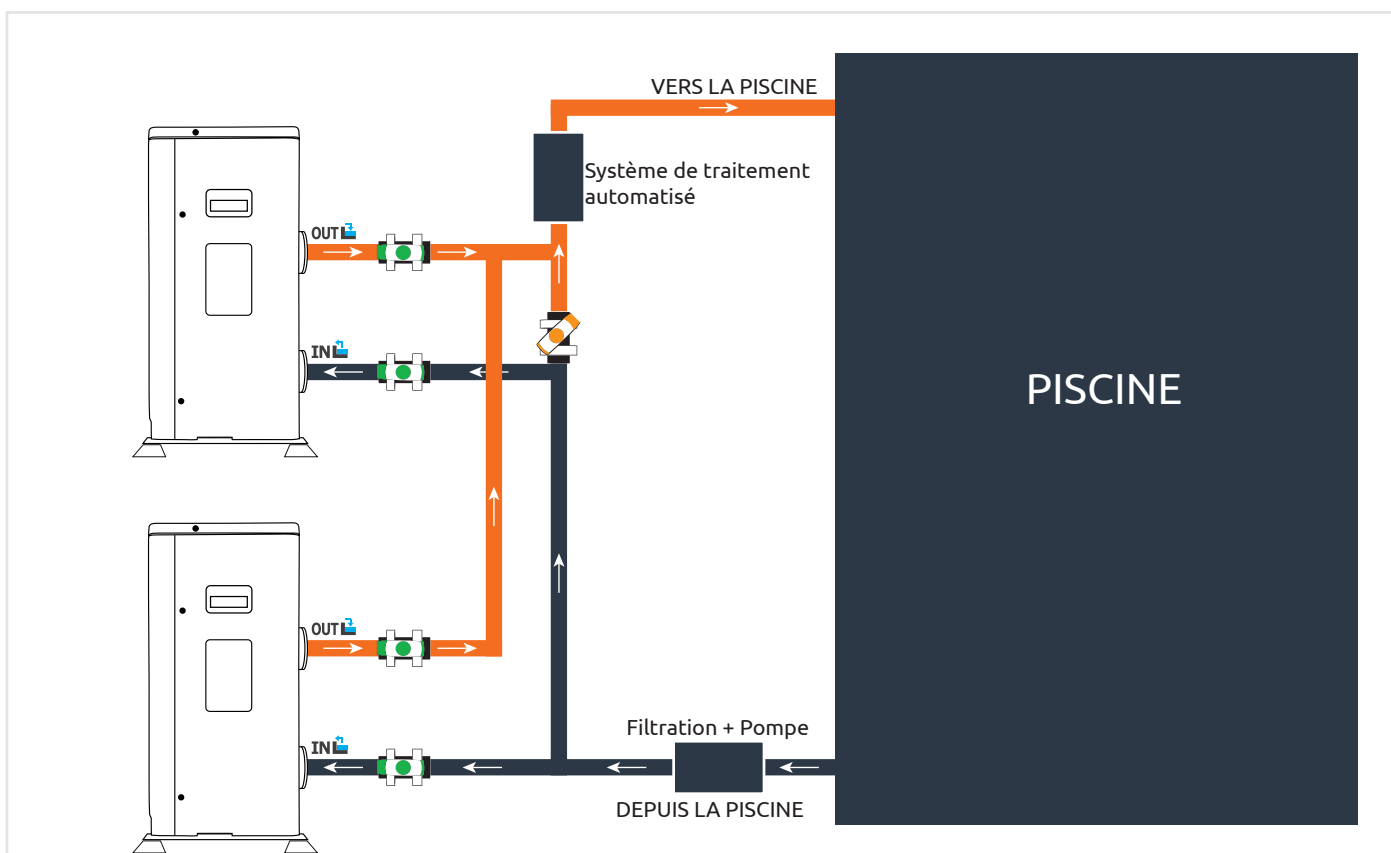 VERS LA PISCINE
Système de traitement
automatisé
OUT
IN
PISCINE
OUT
Filtration + Pompe
IN
DEPUIS LA PISCINE